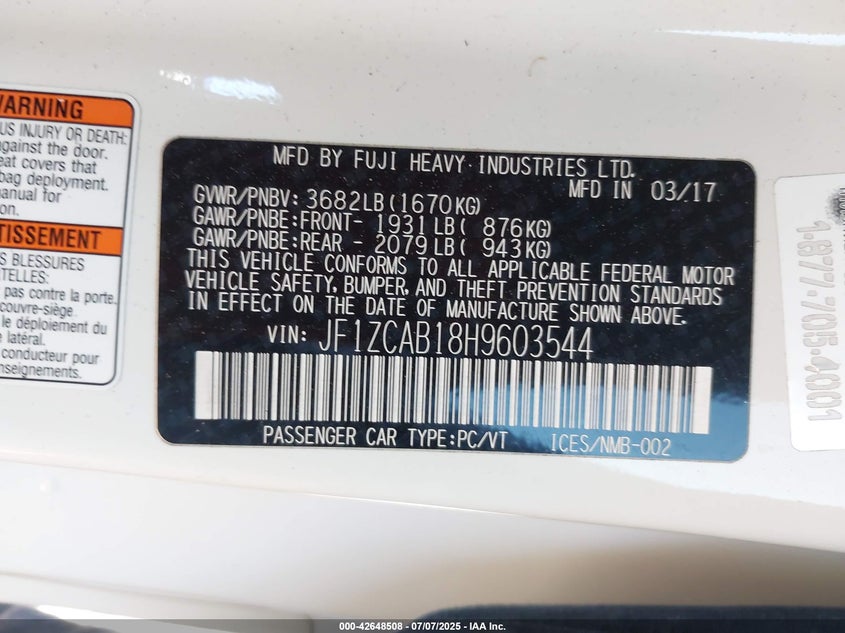 WARNING
US INJURY OR DEATH:
against the door.
eat covers that
bag deployment.
manual for
on.
TISSEMENT
S BLESSURES
TELLES:
pas contre la porte.
couvre-siège
le déploiement du
e latéral.
conducteur pour
nseignements.
MFD BY FUJI HEAVY INDUSTRIES LTD.
MFD IN 03/17
GVWR/PNBV: 3682LB(1670KG)
GAWR/PNBE:FRONT- 1931LB( 876KG)
GAWR/PNBE:REAR - 2079LB( 943KG)
THIS VEHICLE CONFORMS TO ALL APPLICABLE FEDERAL MOTOR
VEHICLE SAFETY, BUMPER, AND THEFT PREVENTION STANDARDS
IN EFFECT ON THE DATE OF MANUFACTURE SHOWN ABOVE.
VIN: JF1ZCAB18H9603544
PASSENGER CAR TYPE:PC/VT ICES/NMB-002
1-877-705-4001
000-42648508 - 07/07/2025 - IAA Inc.